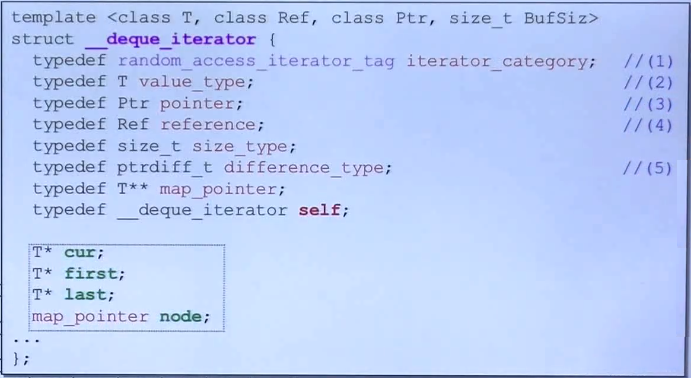 template <class T, class Ref, class Ptr, size_t BufSiz>
struct __deque_iterator {
  typedef random_access_iterator_tag iterator_category;   //(1)
  typedef T value_type;                                   //(2)
  typedef Ptr pointer;                                    //(3)
  typedef Ref reference;                                  //(4)
  typedef size_t size_type;
  typedef ptrdiff_t difference_type;                      //(5)
  typedef T** map_pointer;
  typedef __deque_iterator self;

  T* cur;
  T* first;
  T* last;
  map_pointer node;
...
};